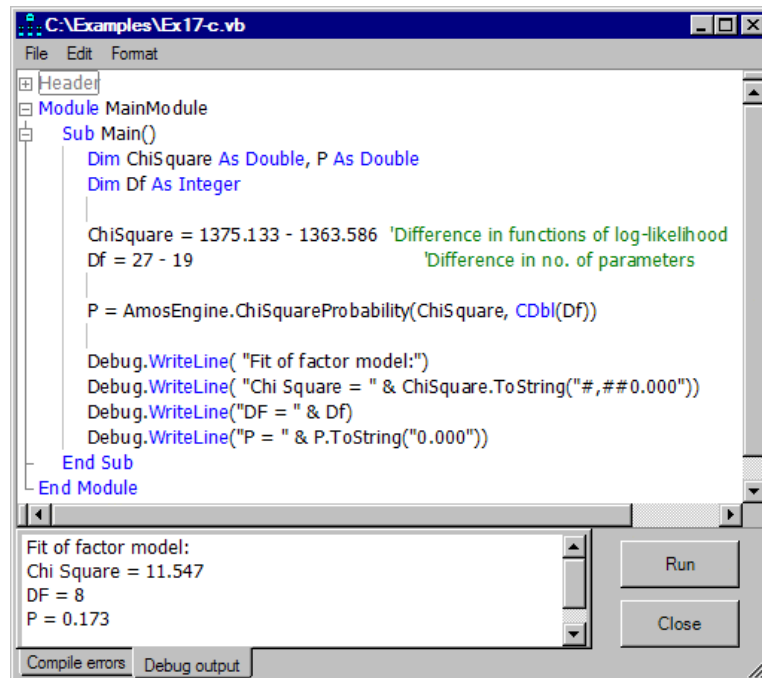 C:\Examples\Ex17-c.vb
File Edit Format
Header
Module MainModule
Sub Main()
Dim ChiSquare As Double, P As Double
Dim Df As Integer
ChiSquare = 1375.133 - 1363.586 'Difference in functions of log-likelihood
Df = 27 - 19 'Difference in no. of parameters
P = AmosEngine.ChiSquareProbability(ChiSquare, CDbl(Df))
Debug.WriteLine( "Fit of factor model:")
Debug.WriteLine( "Chi Square = " & ChiSquare.ToString("#,##0.000"))
Debug.WriteLine("DF = " & Df)
Debug.WriteLine("P = " & P.ToString("0.000"))
End Sub
End Module
Fit of factor model:
Chi Square = 11.547
DF = 8
P = 0.173
Run
Close
Compile errors Debug output